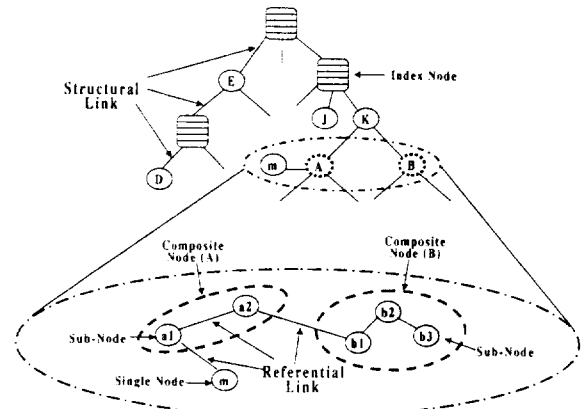 E
Structural
Link
Index Node
J
K
D
m
A
B
Composite
Node (A)
Composite
Node (B)
a2
b2
Sub-Node
a1
b1
b3
Sub-Node
Referential
Link
Single Node
m